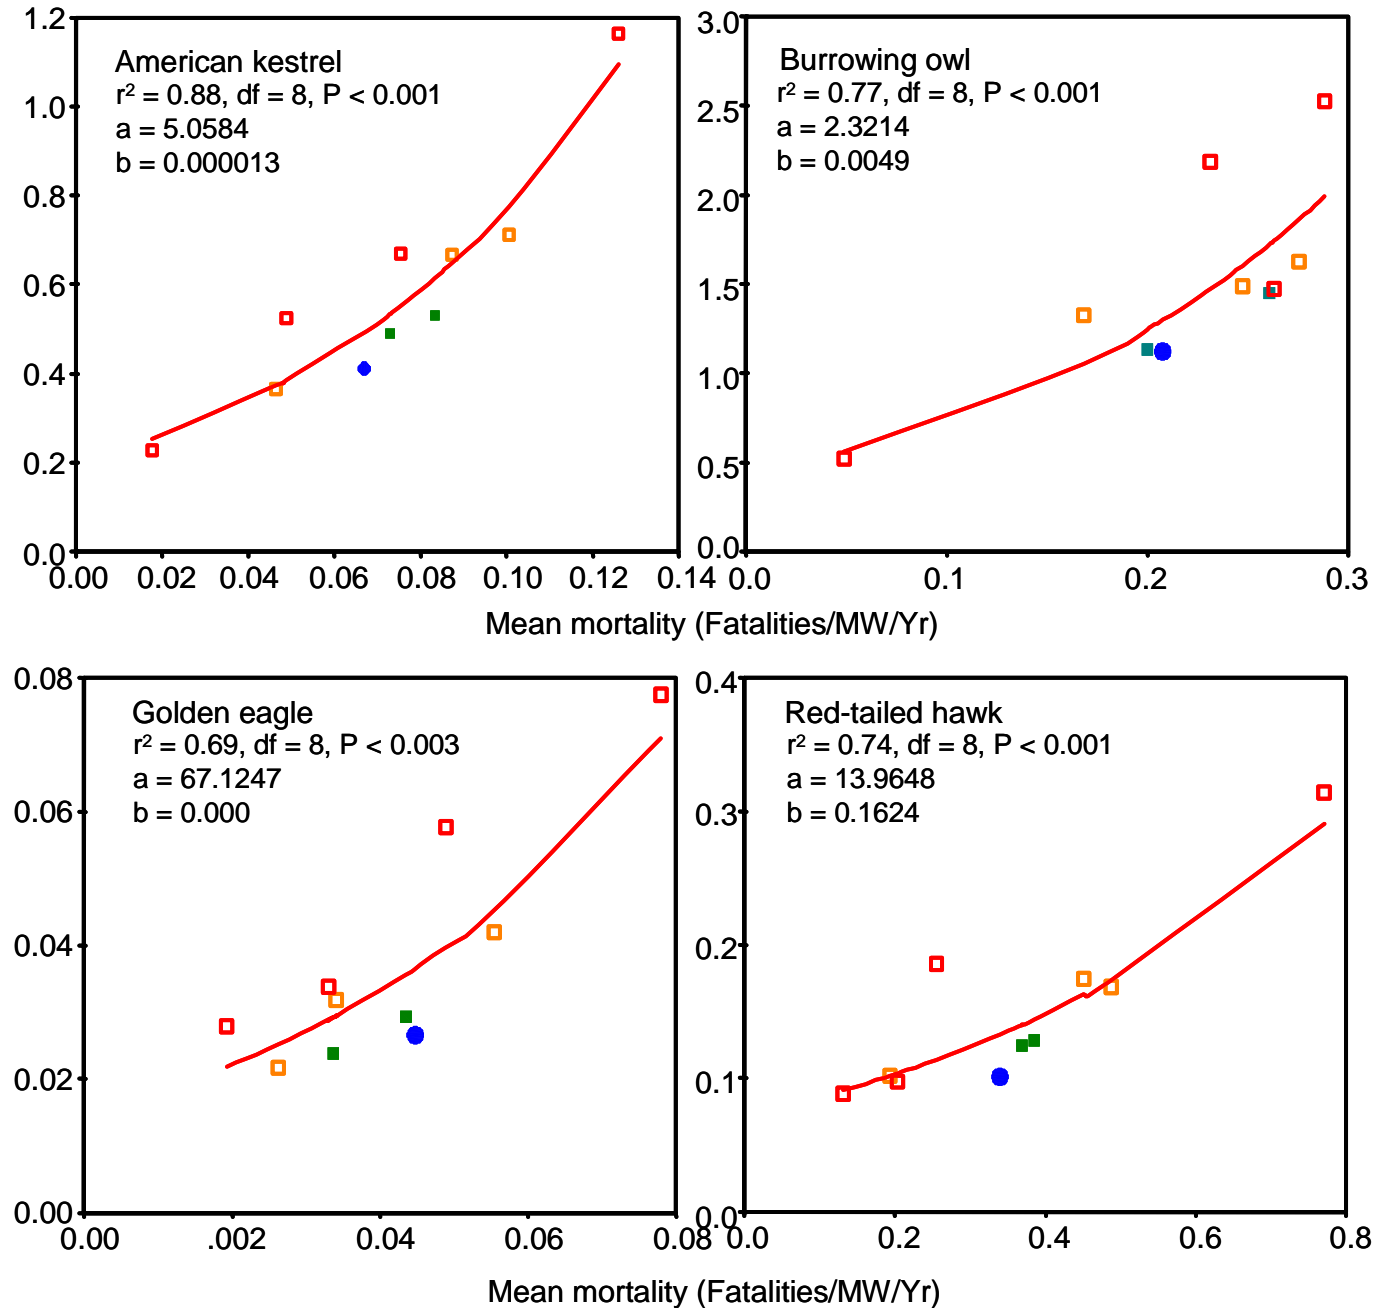 1.2
1.0
0.8
0.6
0.4
0.2
0.0
American kestrel
r² = 0.88, df = 8, P < 0.001
a = 5.0584
b = 0.000013
0.00 0.02 0.04 0.06 0.08 0.10 0.12 0.14
3.0
2.5
2.0
1.5
1.0
0.5
0.0
Burrowing owl
r² = 0.77, df = 8, P < 0.001
a = 2.3214
b = 0.0049
0.0 0.1 0.2 0.3
Mean mortality (Fatalities/MW/Yr)
0.08
0.06
0.04
0.02
0.00
Golden eagle
r² = 0.69, df = 8, P < 0.003
a = 67.1247
b = 0.000
0.00 .002 0.04 0.06 0.08
0.4
0.3
0.2
0.1
0.0
Red-tailed hawk
r² = 0.74, df = 8, P < 0.001
a = 13.9648
b = 0.1624
0.0 0.2 0.4 0.6 0.8
Mean mortality (Fatalities/MW/Yr)